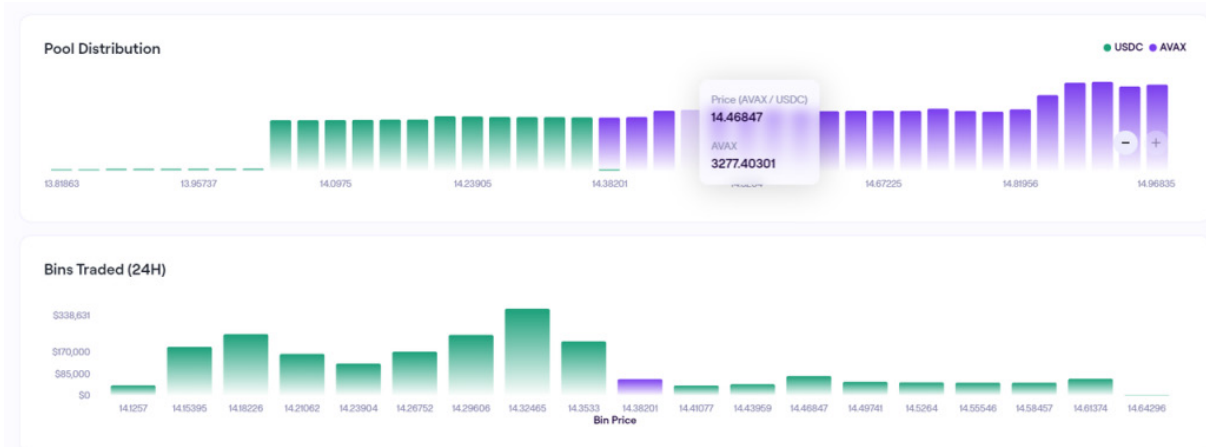 Pool Distribution
USDC AVAX
Price (AVAX / USDC)
14.46847
AVAX
3277.40301
− +
13.81863 13.95737 14.0975 14.23905 14.38201 14.67225 14.81956 14.96835
Bins Traded (24H)
$338,631
$170,000
$85,000
$0
14.1257 14.15395 14.18226 14.21062 14.23904 14.26752 14.29606 14.32465 14.3533 14.38201 14.41077 14.43959 14.46847 14.49741 14.5264 14.55546 14.58457 14.61374 14.64296
Bin Price